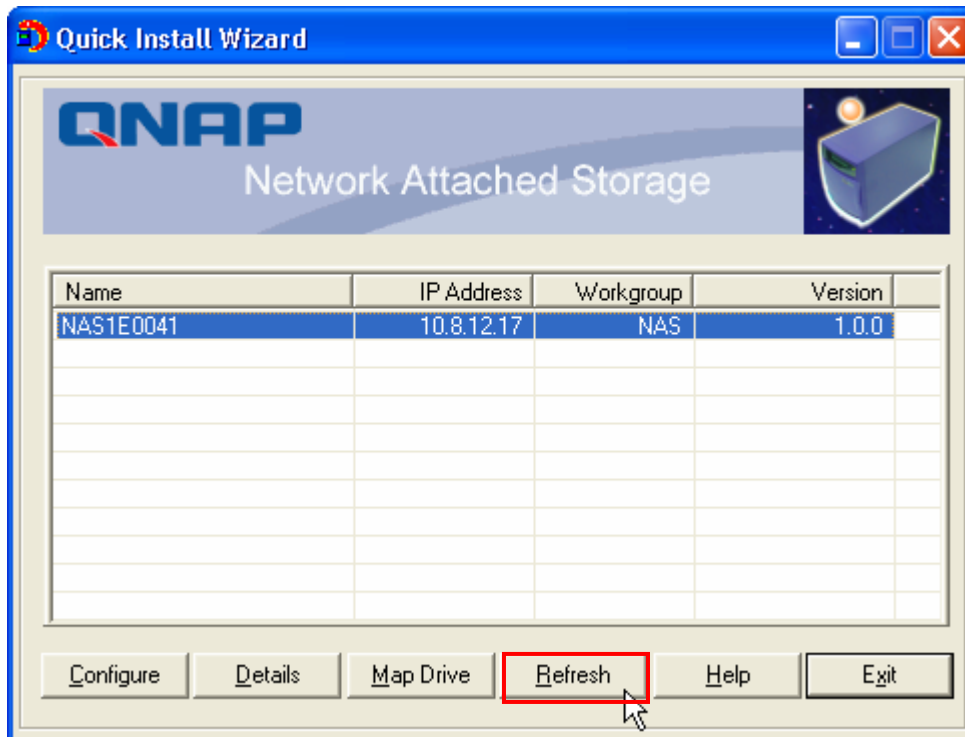 Quick Install Wizard
QNAP
Network Attached Storage
Name IP Address Workgroup Version
NAS1E0041 10.8.12.17 NAS 1.0.0
Configure Details Map Drive Refresh Help Exit